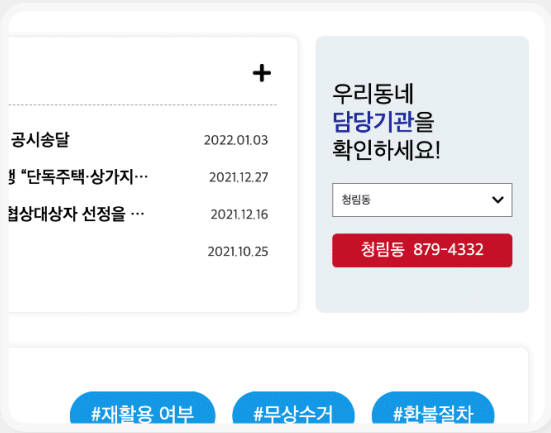 공시송달 2022.01.03
“단독주택·상가지··· 2021.12.27
협상대상자 선정을 ··· 2021.12.16
2021.10.25
우리동네
담당기관을
확인하세요!
청림동
청림동 879-4332
#재활용 여부 #무상수거 #환불절차